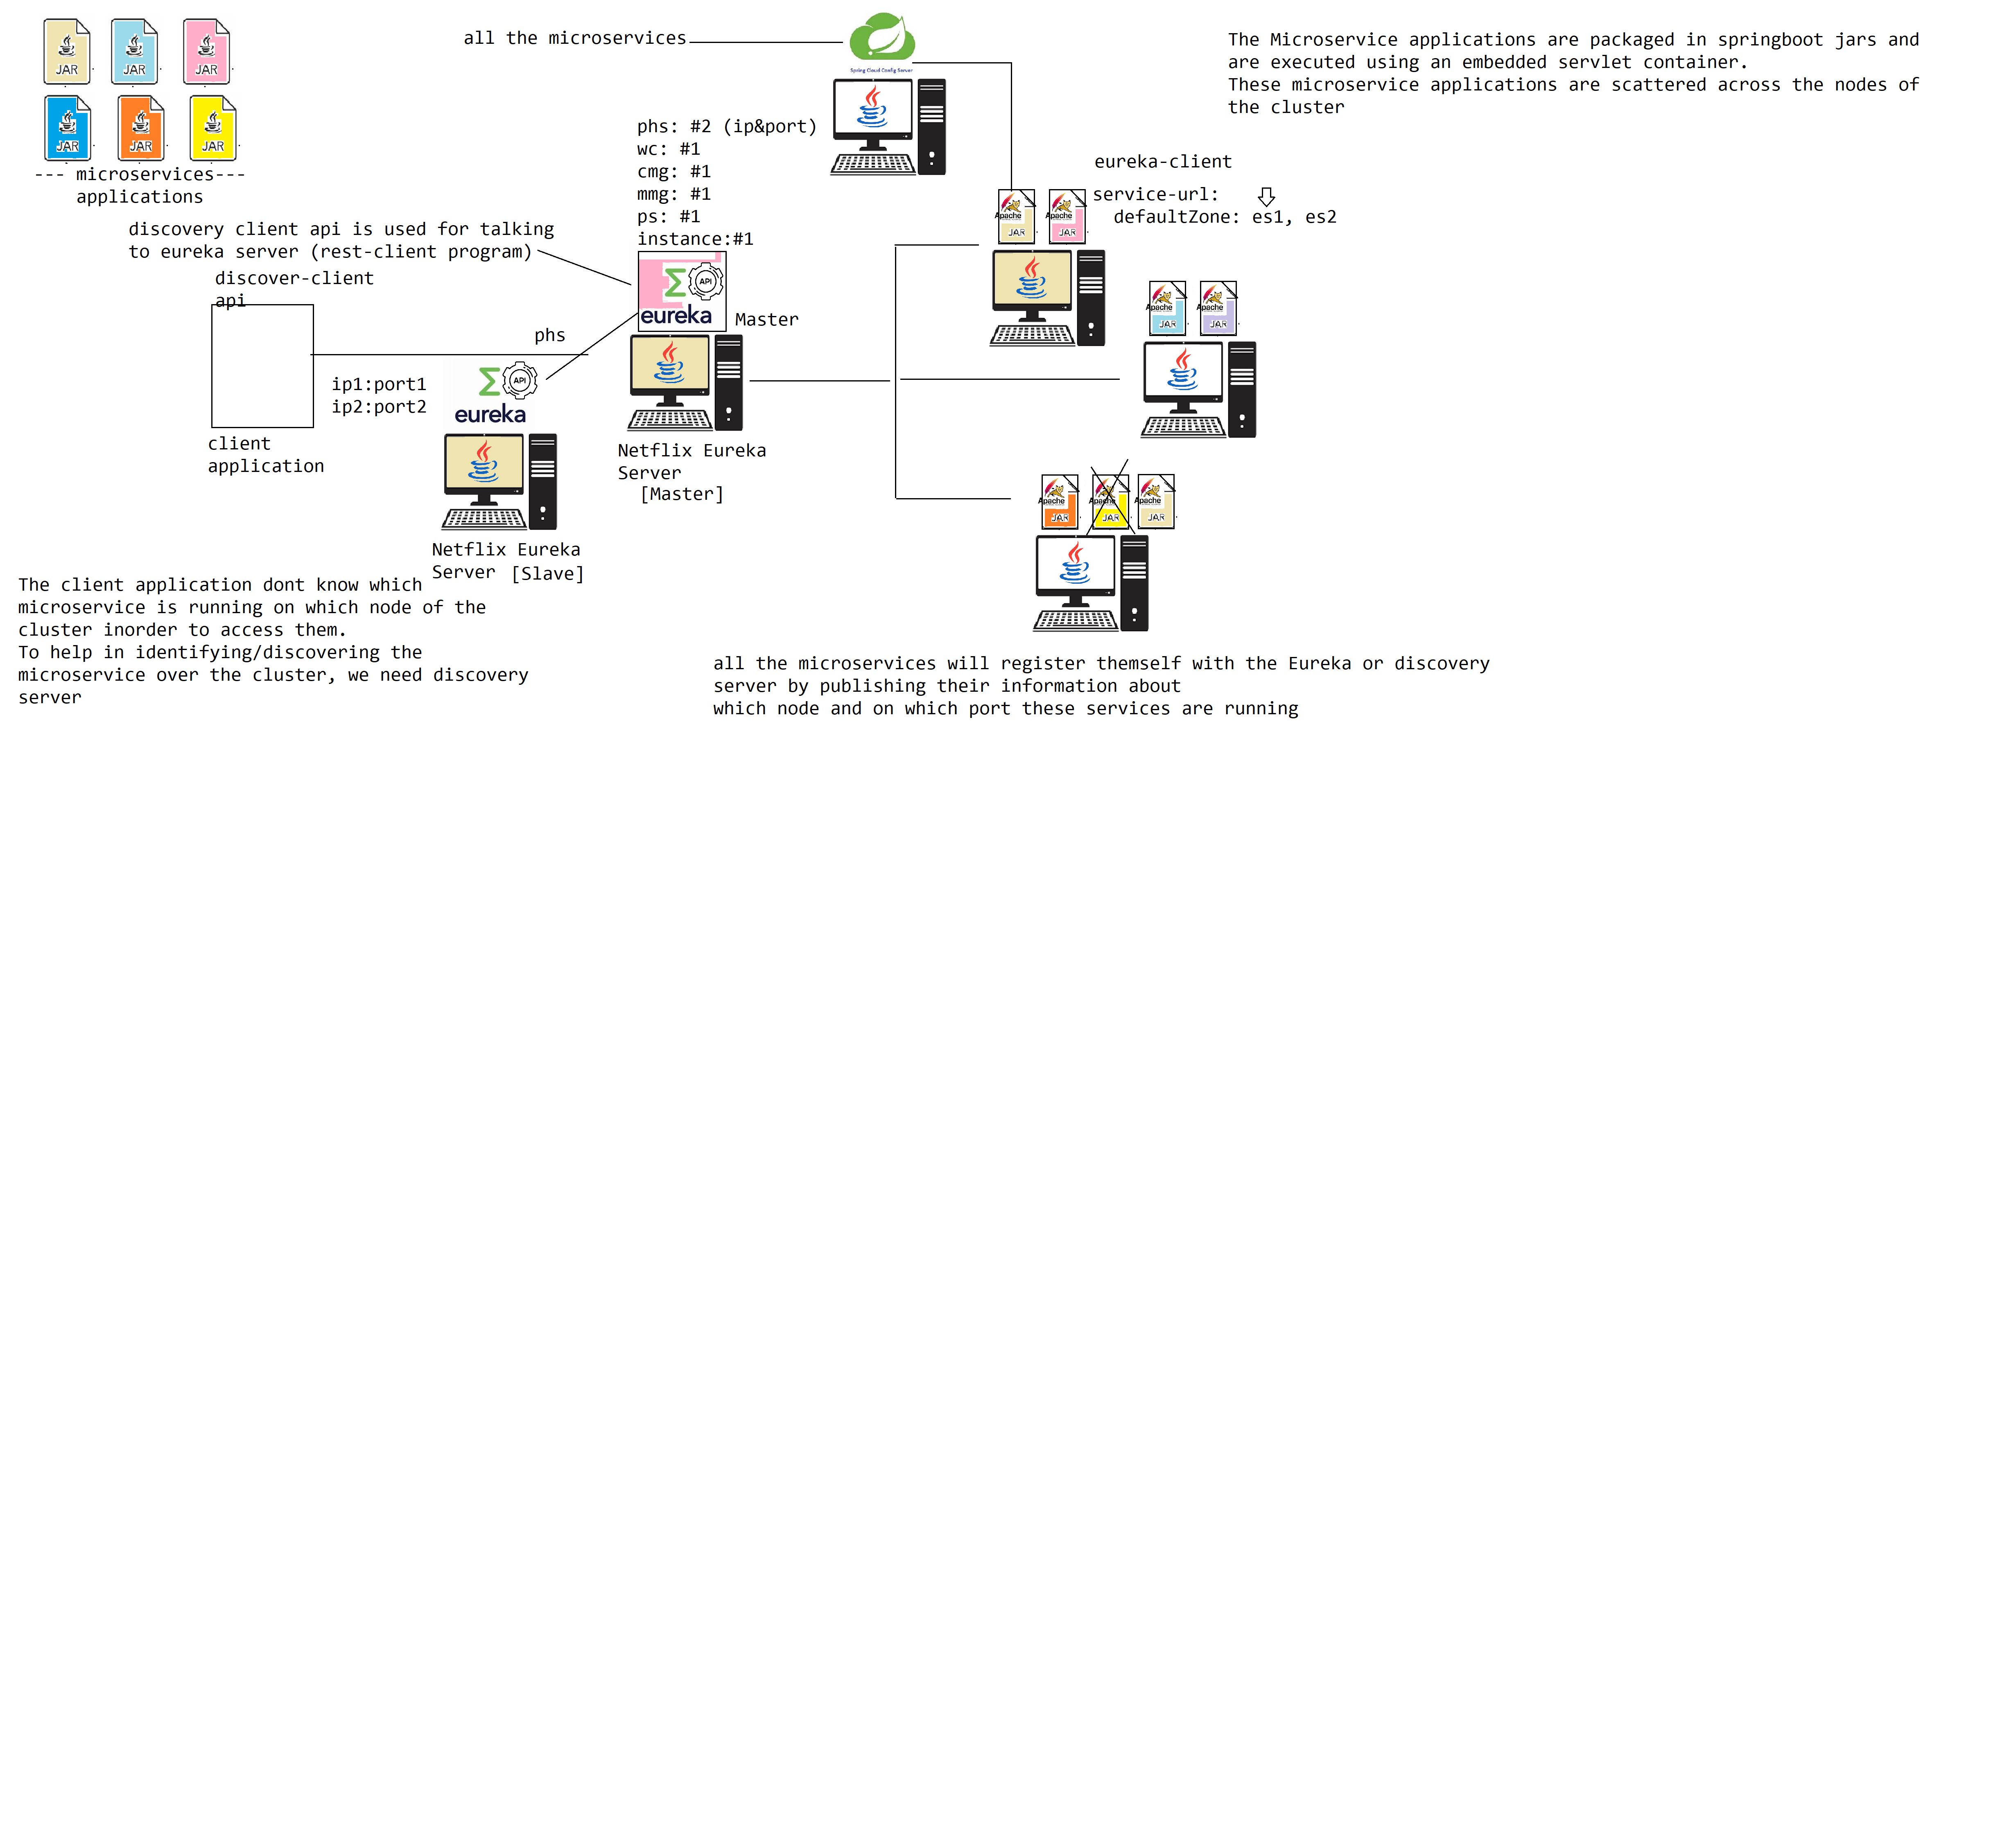 JAR
JAR
JAR
JAR
JAR
JAR
--- microservices---
applications
all the microservices
Spring Cloud Config Server
The Microservice applications are packaged in springboot jars and
are executed using an embedded servlet container.
These microservice applications are scattered across the nodes of
the cluster
phs: #2 (ip&port)
wc: #1
cmg: #1
mmg: #1
ps: #1
instance:#1
eureka-client
service-url:
defaultZone: es1, es2
Apache
JAR
Apache
JAR
discovery client api is used for talking
to eureka server (rest-client program)
discover-client
api
API
eureka
Master
phs
ip1:port1
ip2:port2
API
eureka
client
application
Netflix Eureka
Server
[Master]
Netflix Eureka
Server [Slave]
Apache
JAR
Apache
JAR
Apache
JAR
Apache
JAR
Apache
JAR
The client application dont know which
microservice is running on which node of the
cluster inorder to access them.
To help in identifying/discovering the
microservice over the cluster, we need discovery
server
all the microservices will register themself with the Eureka or discovery
server by publishing their information about
which node and on which port these services are running